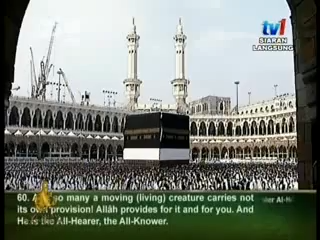 tv1
SIARAN
LANGSUNG
60. And so many a moving (living) creature carries not
its own provision! Allâh provides for it and for you. And
He is the All-Hearer, the All-Knower.